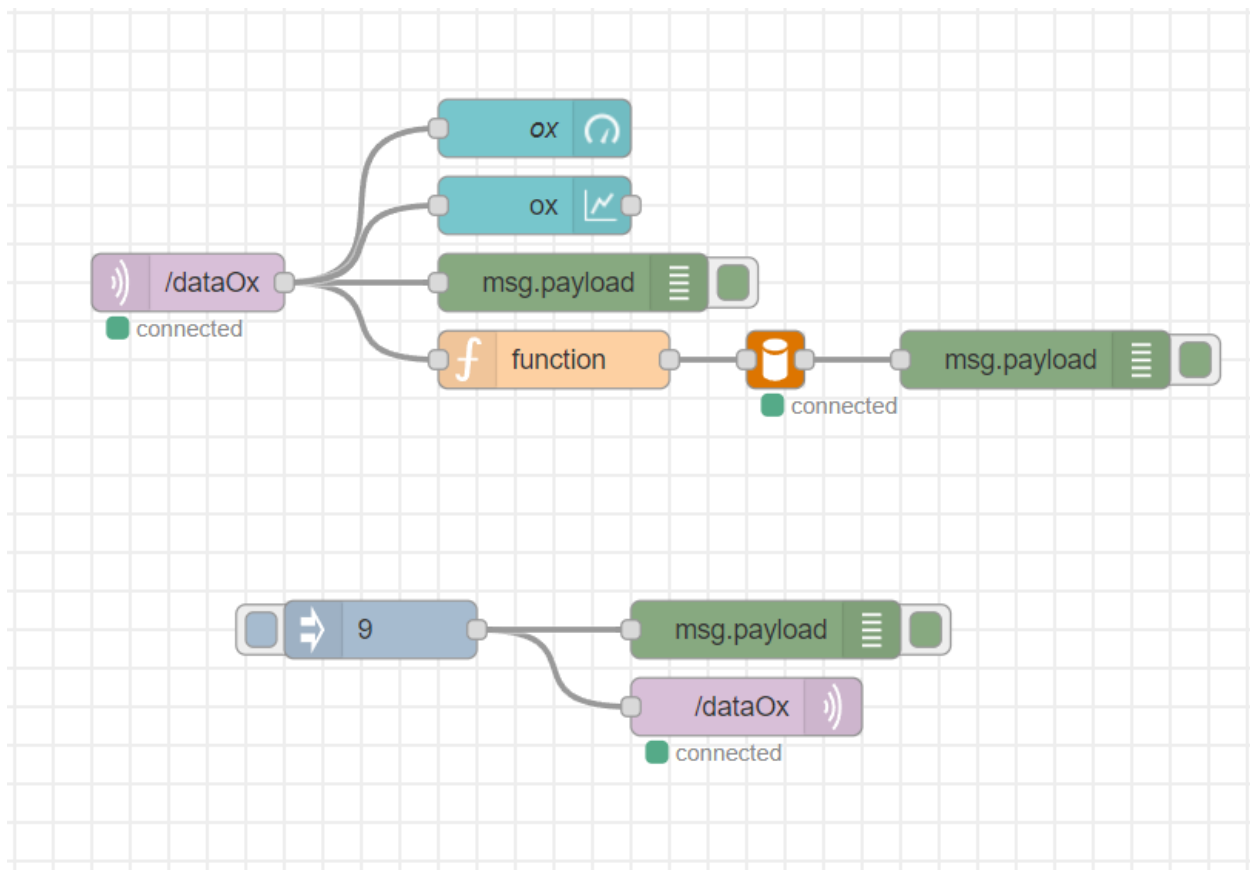 ox
ox
/dataOx
msg.payload
connected
function
msg.payload
connected
9
msg.payload
/dataOx
connected